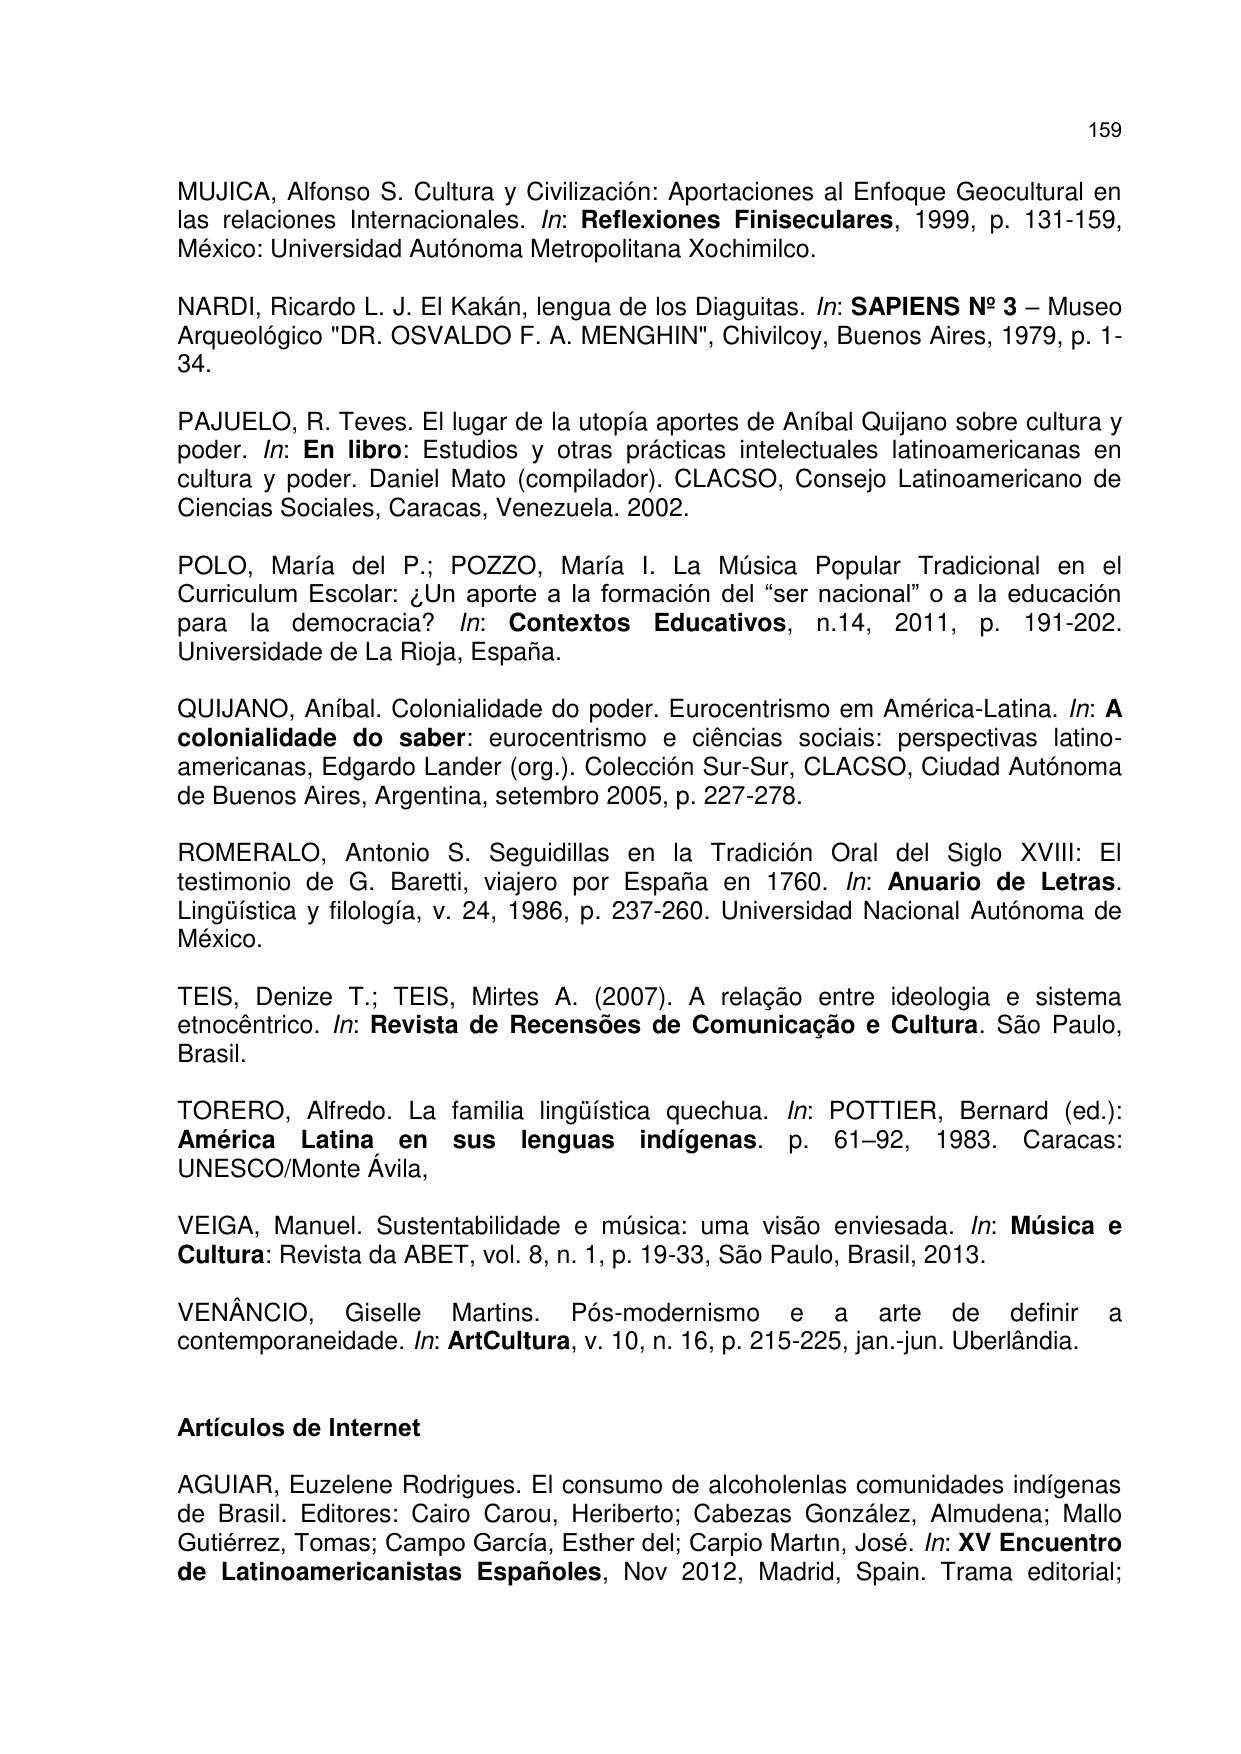 159
MUJICA, Alfonso S. Cultura y Civilización: Aportaciones al Enfoque Geocultural en
las relaciones Internacionales. In: Reflexiones Finiseculares, 1999, p. 131-159,
México: Universidad Autónoma Metropolitana Xochimilco.
NARDI, Ricardo L. J. El Kakán, lengua de los Diaguitas. In: SAPIENS Nº 3 – Museo
Arqueológico "DR. OSVALDO F. A. MENGHIN", Chivilcoy, Buenos Aires, 1979, p. 1-
34.
PAJUELO, R. Teves. El lugar de la utopía aportes de Aníbal Quijano sobre cultura y
poder. In: En libro: Estudios y otras prácticas intelectuales latinoamericanas en
cultura y poder. Daniel Mato (compilador). CLACSO, Consejo Latinoamericano de
Ciencias Sociales, Caracas, Venezuela. 2002.
POLO, María del P.; POZZO, María I. La Música Popular Tradicional en el
Curriculum Escolar: ¿Un aporte a la formación del “ser nacional” o a la educación
para la democracia? In: Contextos Educativos, n.14, 2011, p. 191-202.
Universidade de La Rioja, España.
QUIJANO, Aníbal. Colonialidade do poder. Eurocentrismo em América-Latina. In: A
colonialidade do saber: eurocentrismo e ciências sociais: perspectivas latino-
americanas, Edgardo Lander (org.). Colección Sur-Sur, CLACSO, Ciudad Autónoma
de Buenos Aires, Argentina, setembro 2005, p. 227-278.
ROMERALO, Antonio S. Seguidillas en la Tradición Oral del Siglo XVIII: El
testimonio de G. Baretti, viajero por España en 1760. In: Anuario de Letras.
Lingüística y filología, v. 24, 1986, p. 237-260. Universidad Nacional Autónoma de
México.
TEIS, Denize T.; TEIS, Mirtes A. (2007). A relação entre ideologia e sistema
etnocêntrico. In: Revista de Recensões de Comunicação e Cultura. São Paulo,
Brasil.
TORERO, Alfredo. La familia lingüística quechua. In: POTTIER, Bernard (ed.):
América Latina en sus lenguas indígenas. p. 61–92, 1983. Caracas:
UNESCO/Monte Ávila,
VEIGA, Manuel. Sustentabilidade e música: uma visão enviesada. In: Música e
Cultura: Revista da ABET, vol. 8, n. 1, p. 19-33, São Paulo, Brasil, 2013.
VENÂNCIO, Giselle Martins. Pós-modernismo e a arte de definir a
contemporaneidade. In: ArtCultura, v. 10, n. 16, p. 215-225, jan.-jun. Uberlândia.
Artículos de Internet
AGUIAR, Euzelene Rodrigues. El consumo de alcoholenlas comunidades indígenas
de Brasil. Editores: Cairo Carou, Heriberto; Cabezas González, Almudena; Mallo
Gutiérrez, Tomas; Campo García, Esther del; Carpio Martın, José. In: XV Encuentro
de Latinoamericanistas Españoles, Nov 2012, Madrid, Spain. Trama editorial;